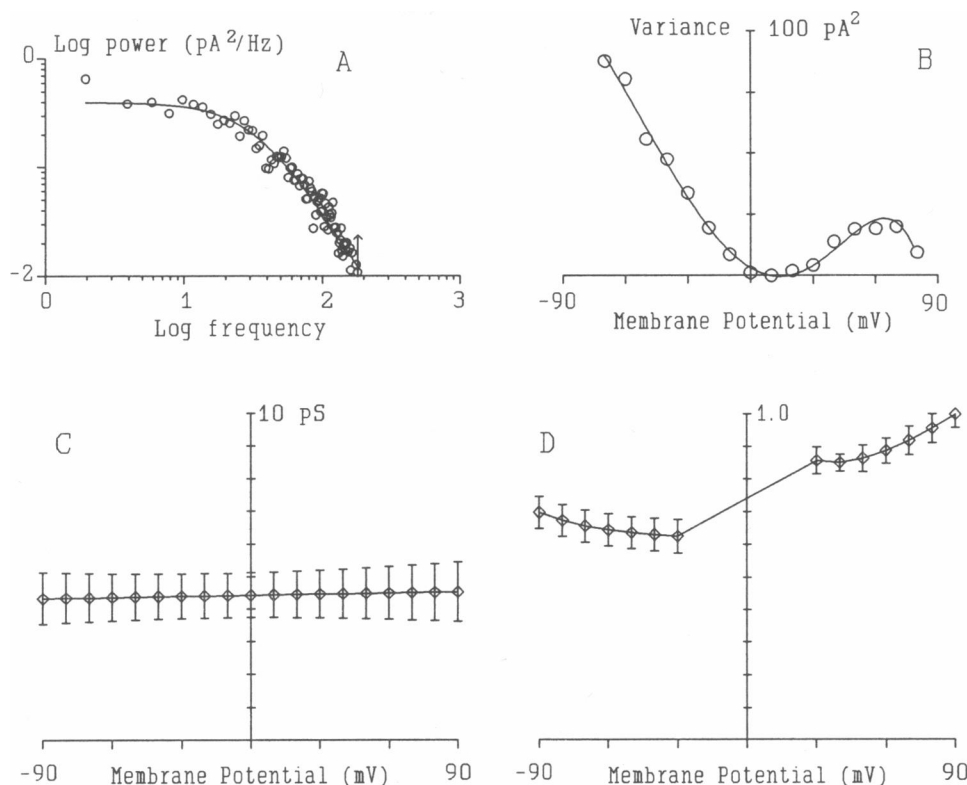 Log power (pA²/Hz)
0
A
-2
0 1 2 3
Log frequency
Variance 100 pA²
B
-90 90
Membrane Potential (mV)
10 pS
C
-90 90
Membrane Potential (mV)
1.0
D
-90 90
Membrane Potential (mV)